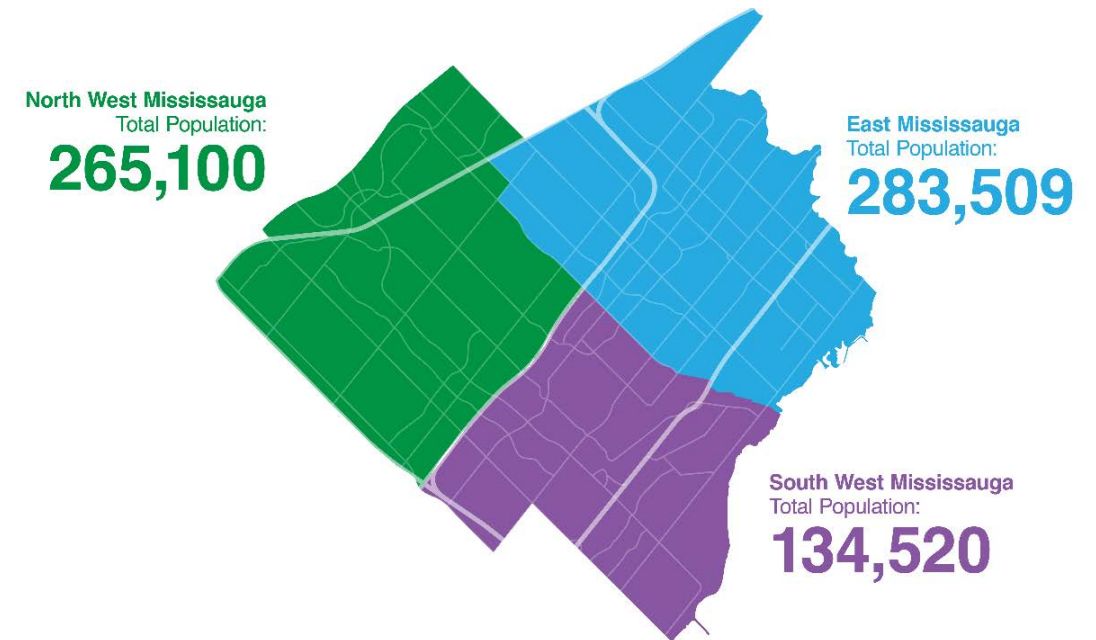 North West Mississauga
Total Population:
265,100
East Mississauga
Total Population:
283,509
South West Mississauga
Total Population:
134,520